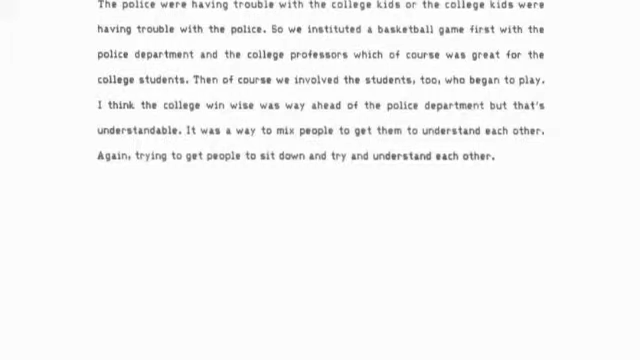 The police were having trouble with the college kids or the college kids were
having trouble with the police. So we instituted a basketball game first with the
police department and the college professors which of course was great for the
college students. Then of course we involved the students, too, who began to play.
I think the college win wise was way ahead of the police department but that's
understandable. It was a way to mix people to get them to understand each other.
Again, trying to get people to sit down and try and understand each other.